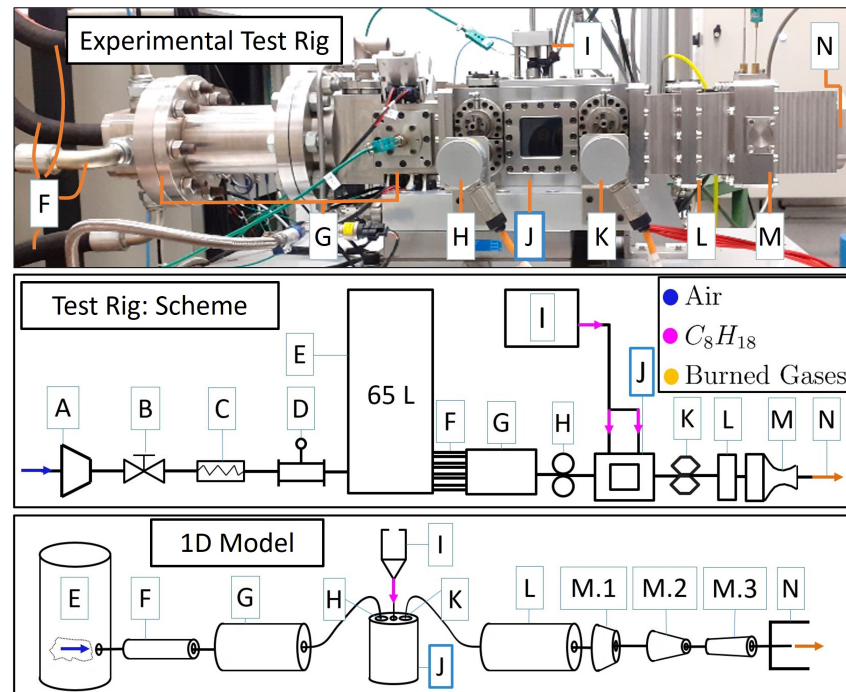 Experimental Test Rig
I
N
F
G
H
J
K
L
M
Test Rig: Scheme
I
Air
C₈H₁₈
Burned Gases
E
65 L
J
A
B
C
D
F
G
H
K
L
M
N
1D Model
I
E
F
G
H
K
L
M.1
M.2
M.3
N
J